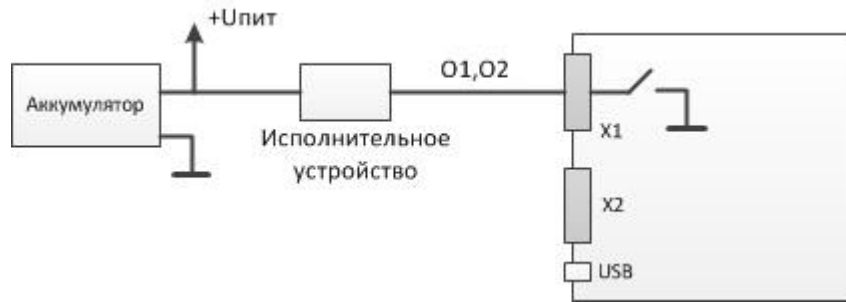 +Uпит
Аккумулятор
Исполнительное
устройство
O1,O2
X1
X2
USB